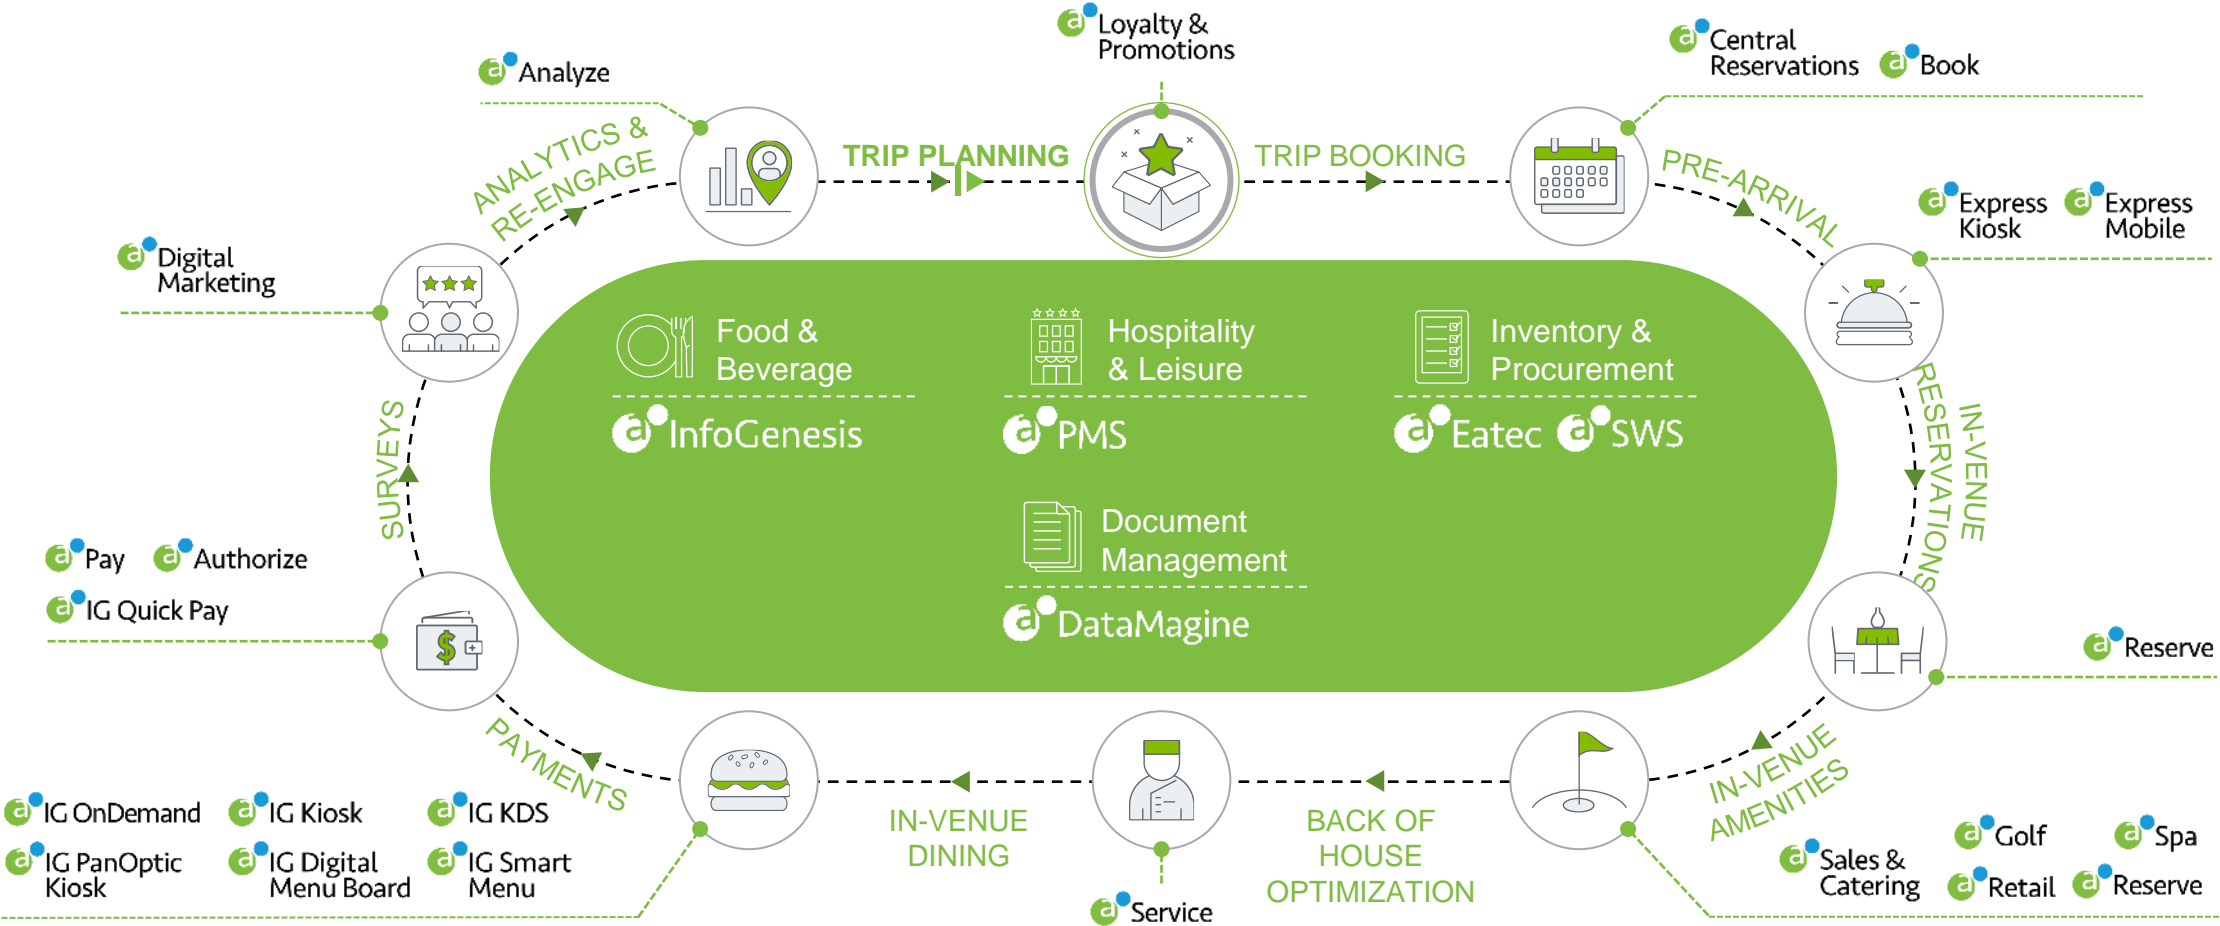 Loyalty &
Promotions
Central
Reservations
Book
Analyze
ANALYTICS &
RE-ENGAGE
TRIP PLANNING
TRIP BOOKING
PRE-ARRIVAL
Express
Kiosk
Express
Mobile
Digital
Marketing
Food &
Beverage
InfoGenesis
Hospitality
& Leisure
PMS
Inventory &
Procurement
Eatec
SWS
IN-VENUE
RESERVATIONS
SURVEYS
Document
Management
DataMagine
Pay
Authorize
IG Quick Pay
Reserve
PAYMENTS
IN-VENUE
AMENITIES
IN-VENUE
DINING
BACK OF
HOUSE
OPTIMIZATION
IG OnDemand
IG Kiosk
IG KDS
IG PanOptic
Kiosk
IG Digital
Menu Board
IG Smart
Menu
Service
Sales &
Catering
Golf
Spa
Retail
Reserve